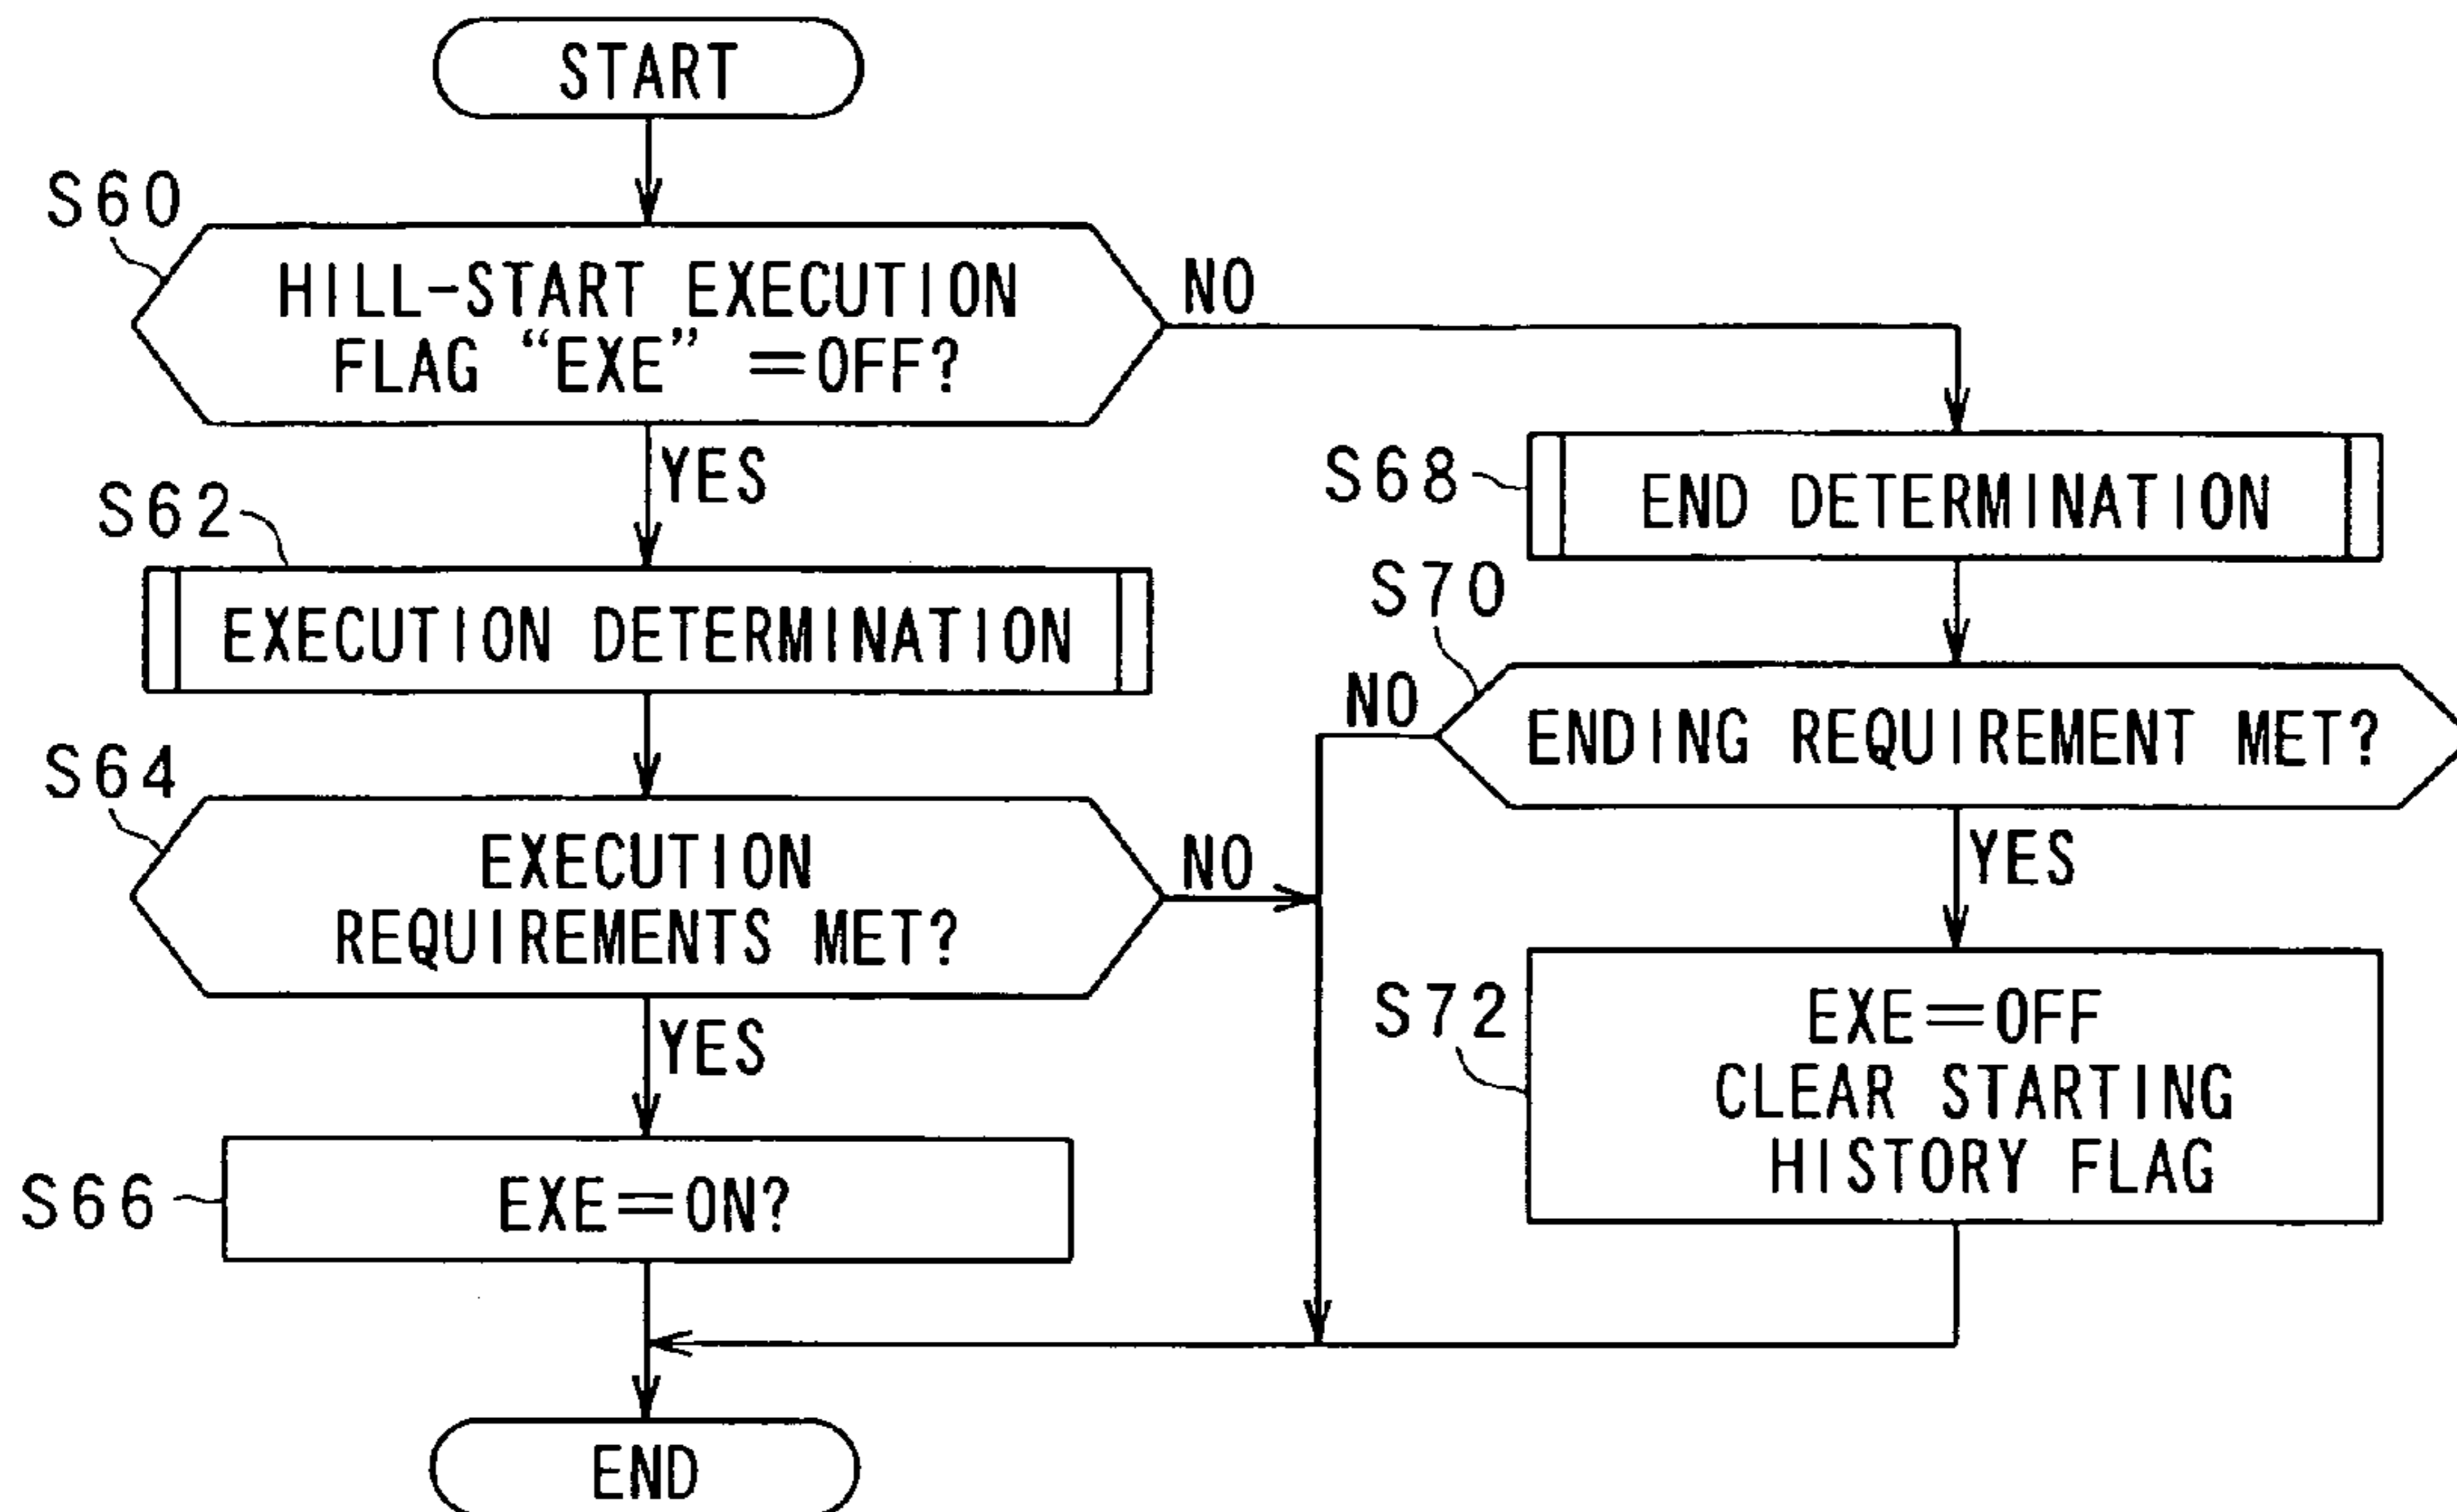 START
S60
HILL-START EXECUTION
FLAG “EXE” =OFF?
NO
YES
S62
EXECUTION DETERMINATION
S64
EXECUTION
REQUIREMENTS MET?
NO
YES
S66
EXE=ON?
END
S68
END DETERMINATION
S70
NO
ENDING REQUIREMENT MET?
YES
S72
EXE=OFF
CLEAR STARTING
HISTORY FLAG